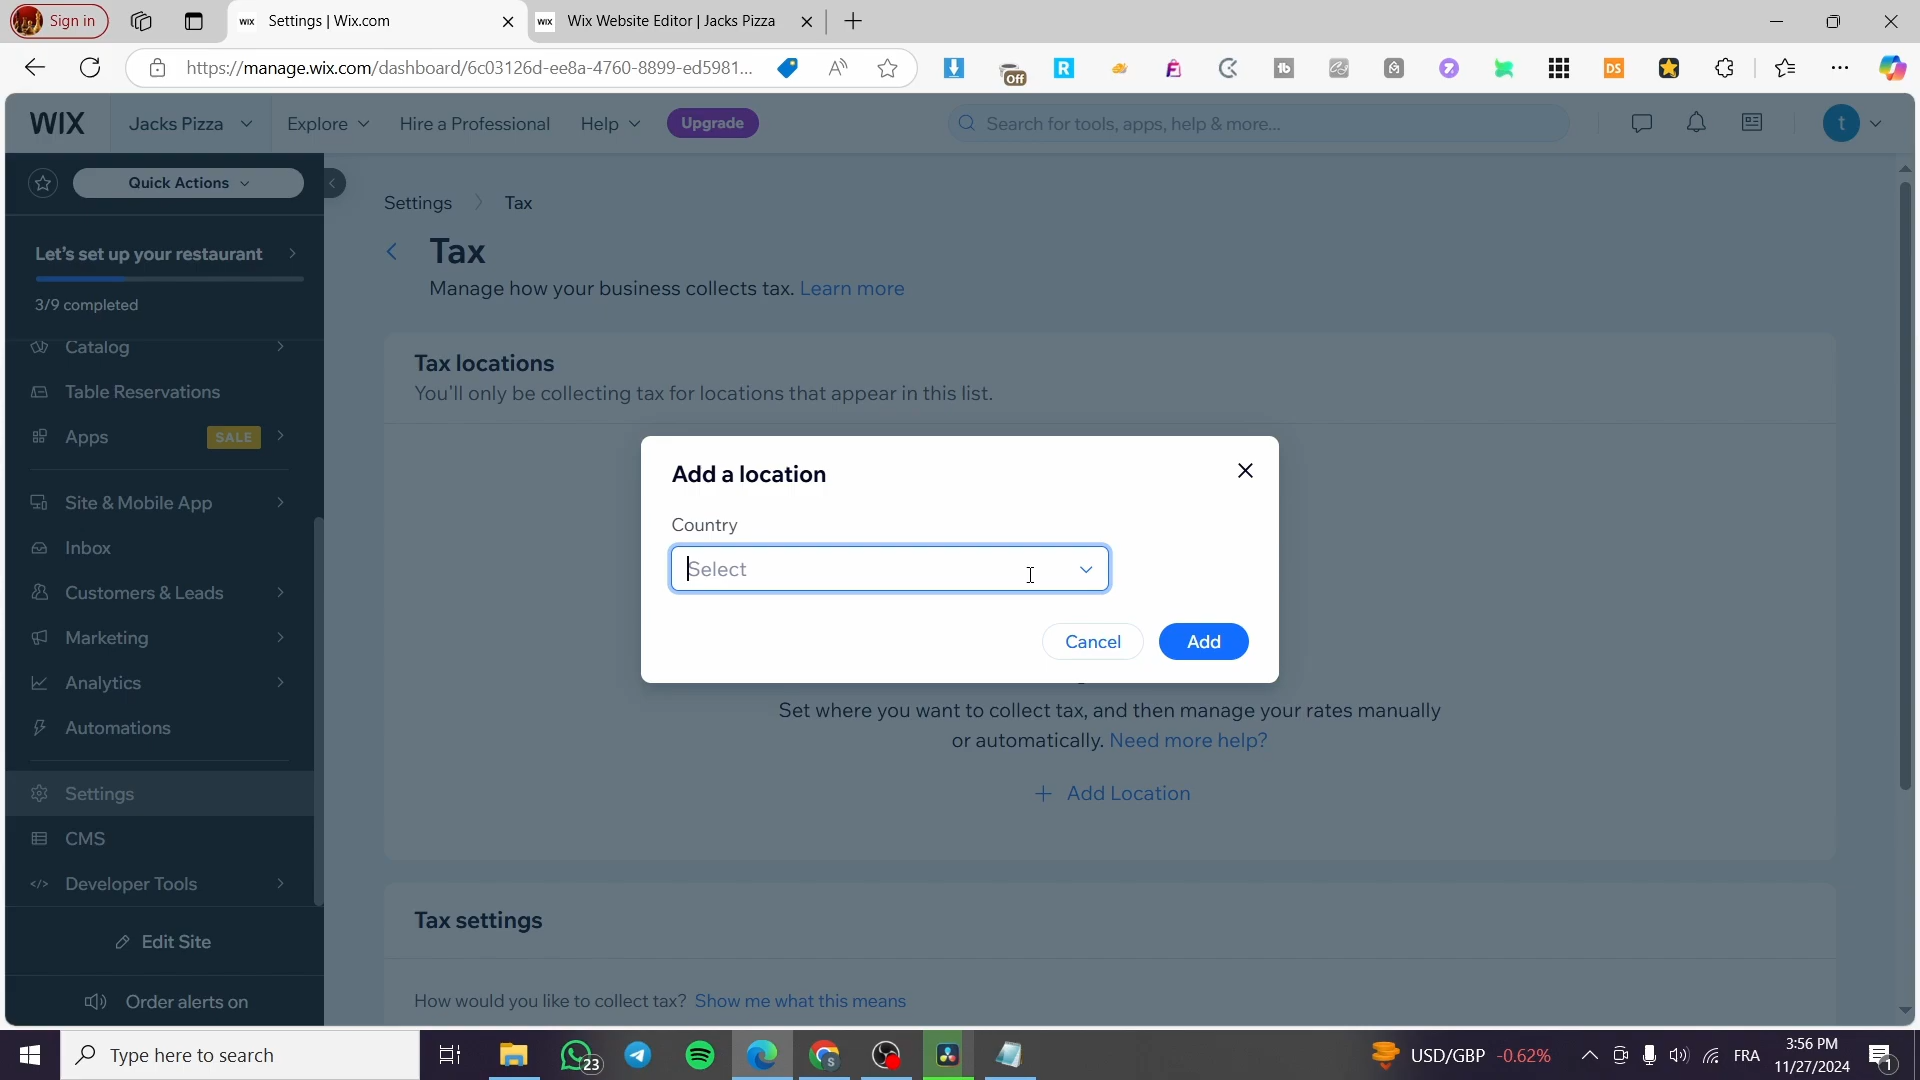 Sign in
WIX Settings | Wix.com
WIX Wix Website Editor | Jacks Pizza
https://manage.wix.com/dashboard/6c03126d-ee8a-4760-8899-ed5981...
Off
R
tb
DS
WIX
Jacks Pizza
Explore
Hire a Professional
Help
Upgrade
Search for tools, apps, help & more...
t
Quick Actions
Let's set up your restaurant
3/9 completed
Catalog
Table Reservations
Apps
SALE
Site & Mobile App
Inbox
Customers & Leads
Marketing
Analytics
Automations
Settings
CMS
Developer Tools
Edit Site
Order alerts on
Settings > Tax
Tax
Manage how your business collects tax. Learn more
Tax locations
You'll only be collecting tax for locations that appear in this list.
Add a location
Country
Select
Cancel
Add
Set where you want to collect tax, and then manage your rates manually
or automatically. Need more help?
+ Add Location
Tax settings
How would you like to collect tax? Show me what this means
Type here to search
23
S
USD/GBP -0.62%
FRA
3:56 PM
11/27/2024
1